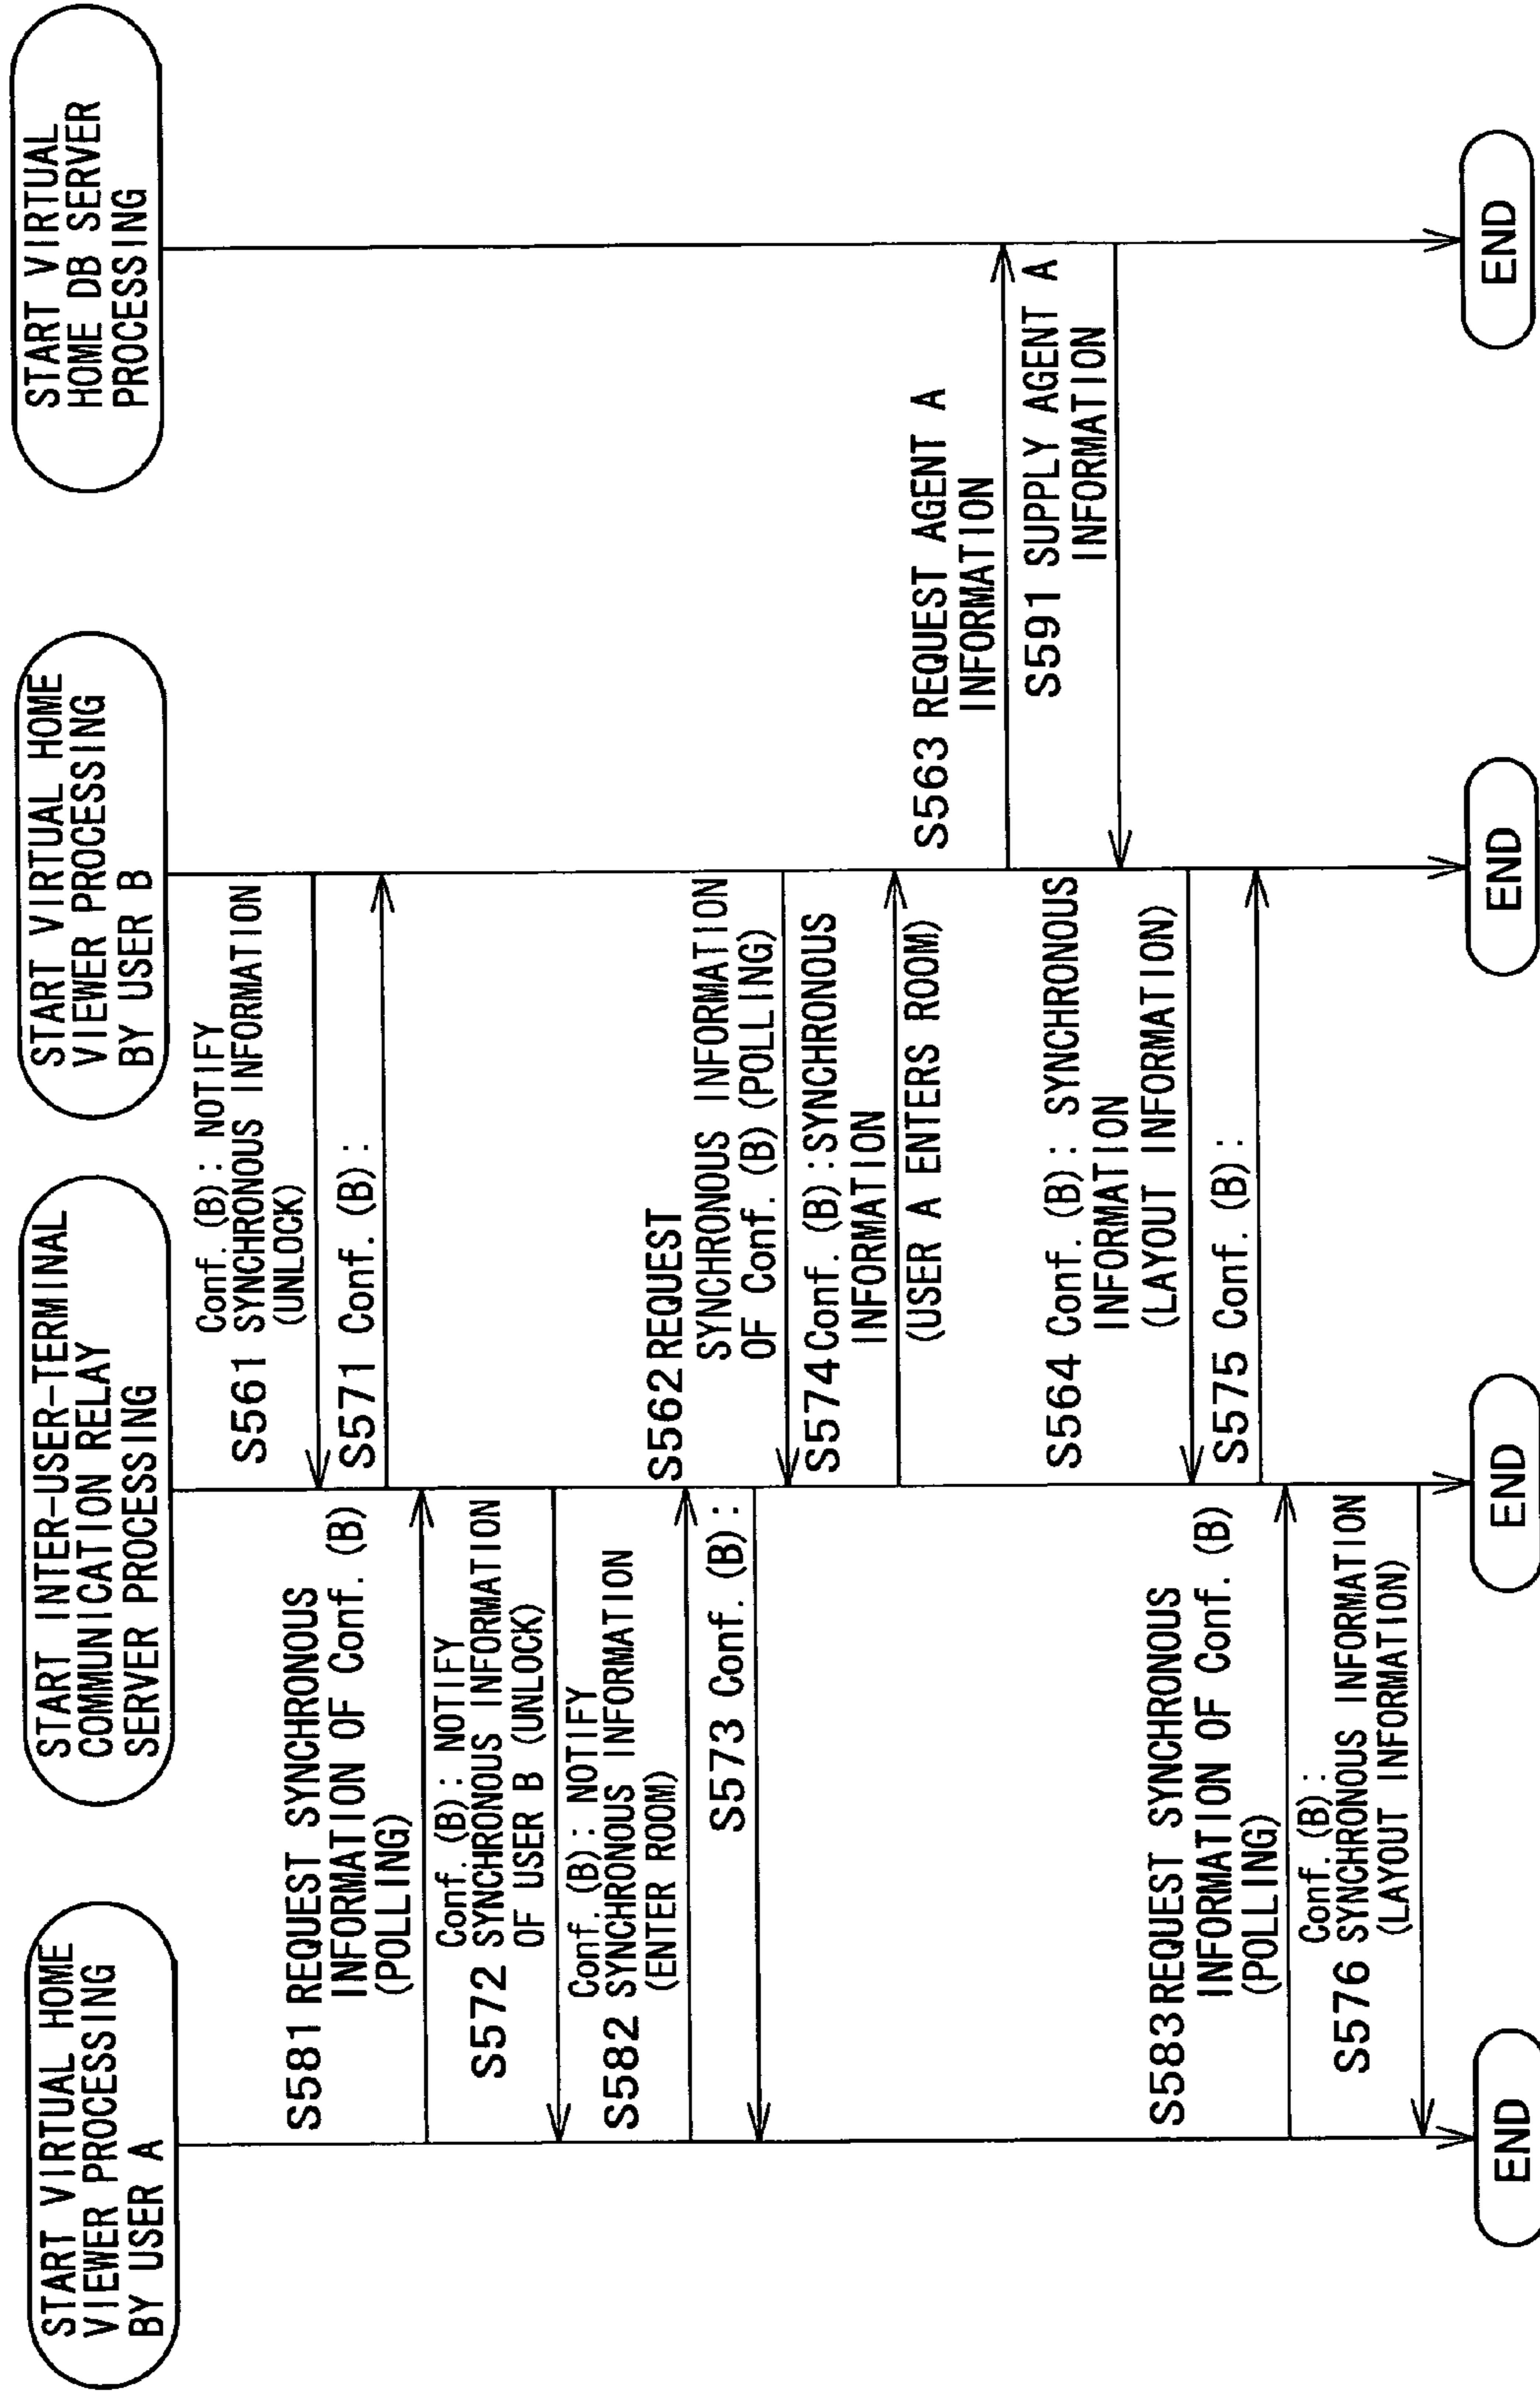 START VIRTUAL HOME
VIEWER PROCESSING
BY USER A
START INTER-USER-TERMINAL
COMMUNICATION RELAY
SERVER PROCESSING
START VIRTUAL HOME
VIEWER PROCESSING
BY USER B
START VIRTUAL
HOME DB SERVER
PROCESSING
Conf. (B) : NOTIFY
S561 SYNCHRONOUS INFORMATION
(UNLOCK)
S571 Conf. (B) :
S581 REQUEST SYNCHRONOUS
INFORMATION OF Conf. (B)
(POLLING)
Conf. (B) : NOTIFY
S572 SYNCHRONOUS INFORMATION
OF USER B (UNLOCK)
Conf. (B) : NOTIFY
S582 SYNCHRONOUS INFORMATION
(ENTER ROOM)
S573 Conf. (B) :
S562 REQUEST
SYNCHRONOUS INFORMATION
OF Conf. (B) (POLLING)
S574 Conf. (B) : SYNCHRONOUS
INFORMATION
(USER A ENTERS ROOM)
S563 REQUEST AGENT A
INFORMATION
S591 SUPPLY AGENT A
INFORMATION
S564 Conf. (B) : SYNCHRONOUS
INFORMATION
(LAYOUT INFORMATION)
S575 Conf. (B) :
S583 REQUEST SYNCHRONOUS
INFORMATION OF Conf. (B)
(POLLING)
Conf. (B) :
S576 SYNCHRONOUS INFORMATION
(LAYOUT INFORMATION)
END
END
END
END